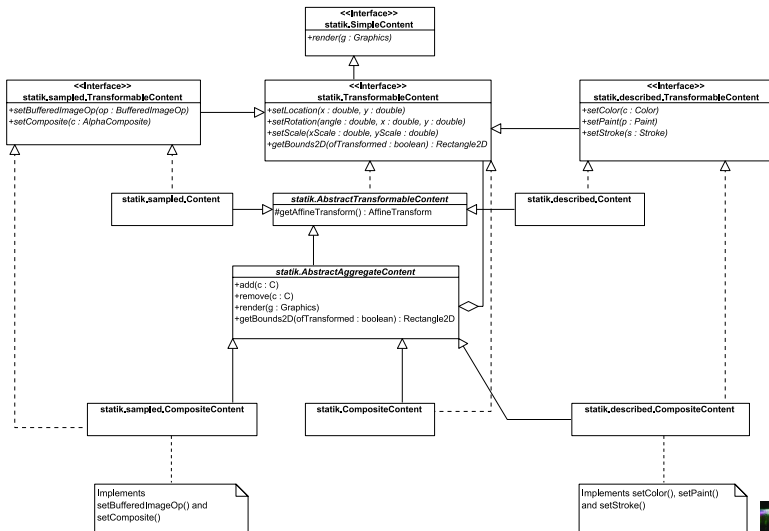 <<Interface>>
statik.SimpleContent
+render(g : Graphics)
<<Interface>>
statik.sampled.TransformableContent
+setBufferedImageOp(op : BufferedImageOp)
+setComposite(c : AlphaComposite)
<<Interface>>
statik.TransformableContent
+setLocation(x : double, y : double)
+setRotation(angle : double, x : double, y : double)
+setScale(xScale : double, yScale : double)
+getBounds2D(ofTransformed : boolean) : Rectangle2D
<<Interface>>
statik.described.TransformableContent
+setColor(c : Color)
+setPaint(p : Paint)
+setStroke(s : Stroke)
statik.sampled.Content
statik.AbstractTransformableContent
#getAffineTransform() : AffineTransform
statik.described.Content
statik.AbstractAggregateContent
+add(c : C)
+remove(c : C)
+render(g : Graphics)
+getBounds2D(ofTransformed : boolean) : Rectangle2D
statik.sampled.CompositeContent
statik.CompositeContent
statik.described.CompositeContent
Implements
setBufferedImageOp() and
setComposite()
Implements setColor(), setPaint()
and setStroke()